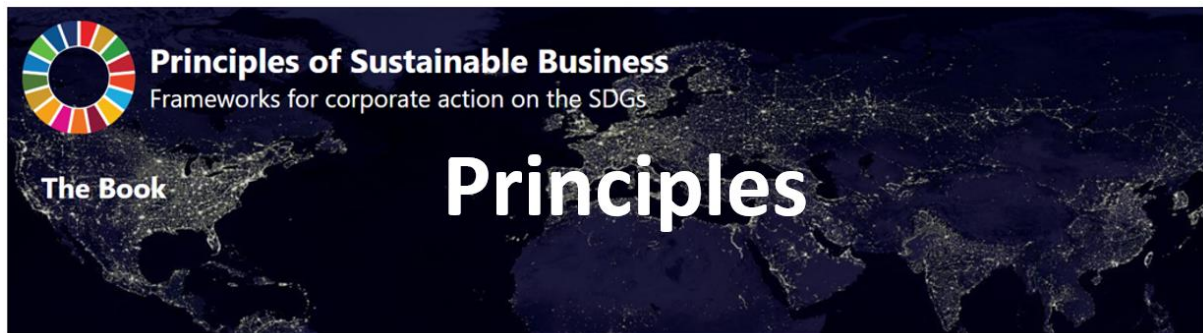 Principles of Sustainable Business
Frameworks for corporate action on the SDGs
The Book
Principles